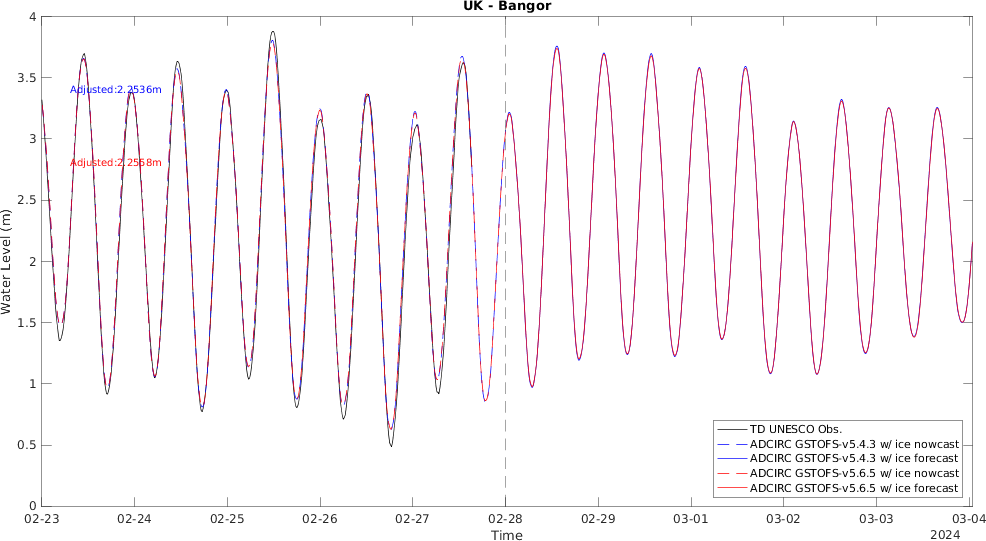 UK - Bangor
4
3.5
3
2.5
2
1.5
1
0.5
0
Water Level (m)
Adjusted:2.2536m
Adjusted:2.2558m
TD UNESCO Obs.
ADCIRC GSTOFS-v5.4.3 w/ ice nowcast
ADCIRC GSTOFS-v5.4.3 w/ ice forecast
ADCIRC GSTOFS-v5.6.5 w/ ice nowcast
ADCIRC GSTOFS-v5.6.5 w/ ice forecast
02-23 02-24 02-25 02-26 02-27 02-28 02-29 03-01 03-02 03-03 03-04
Time
2024